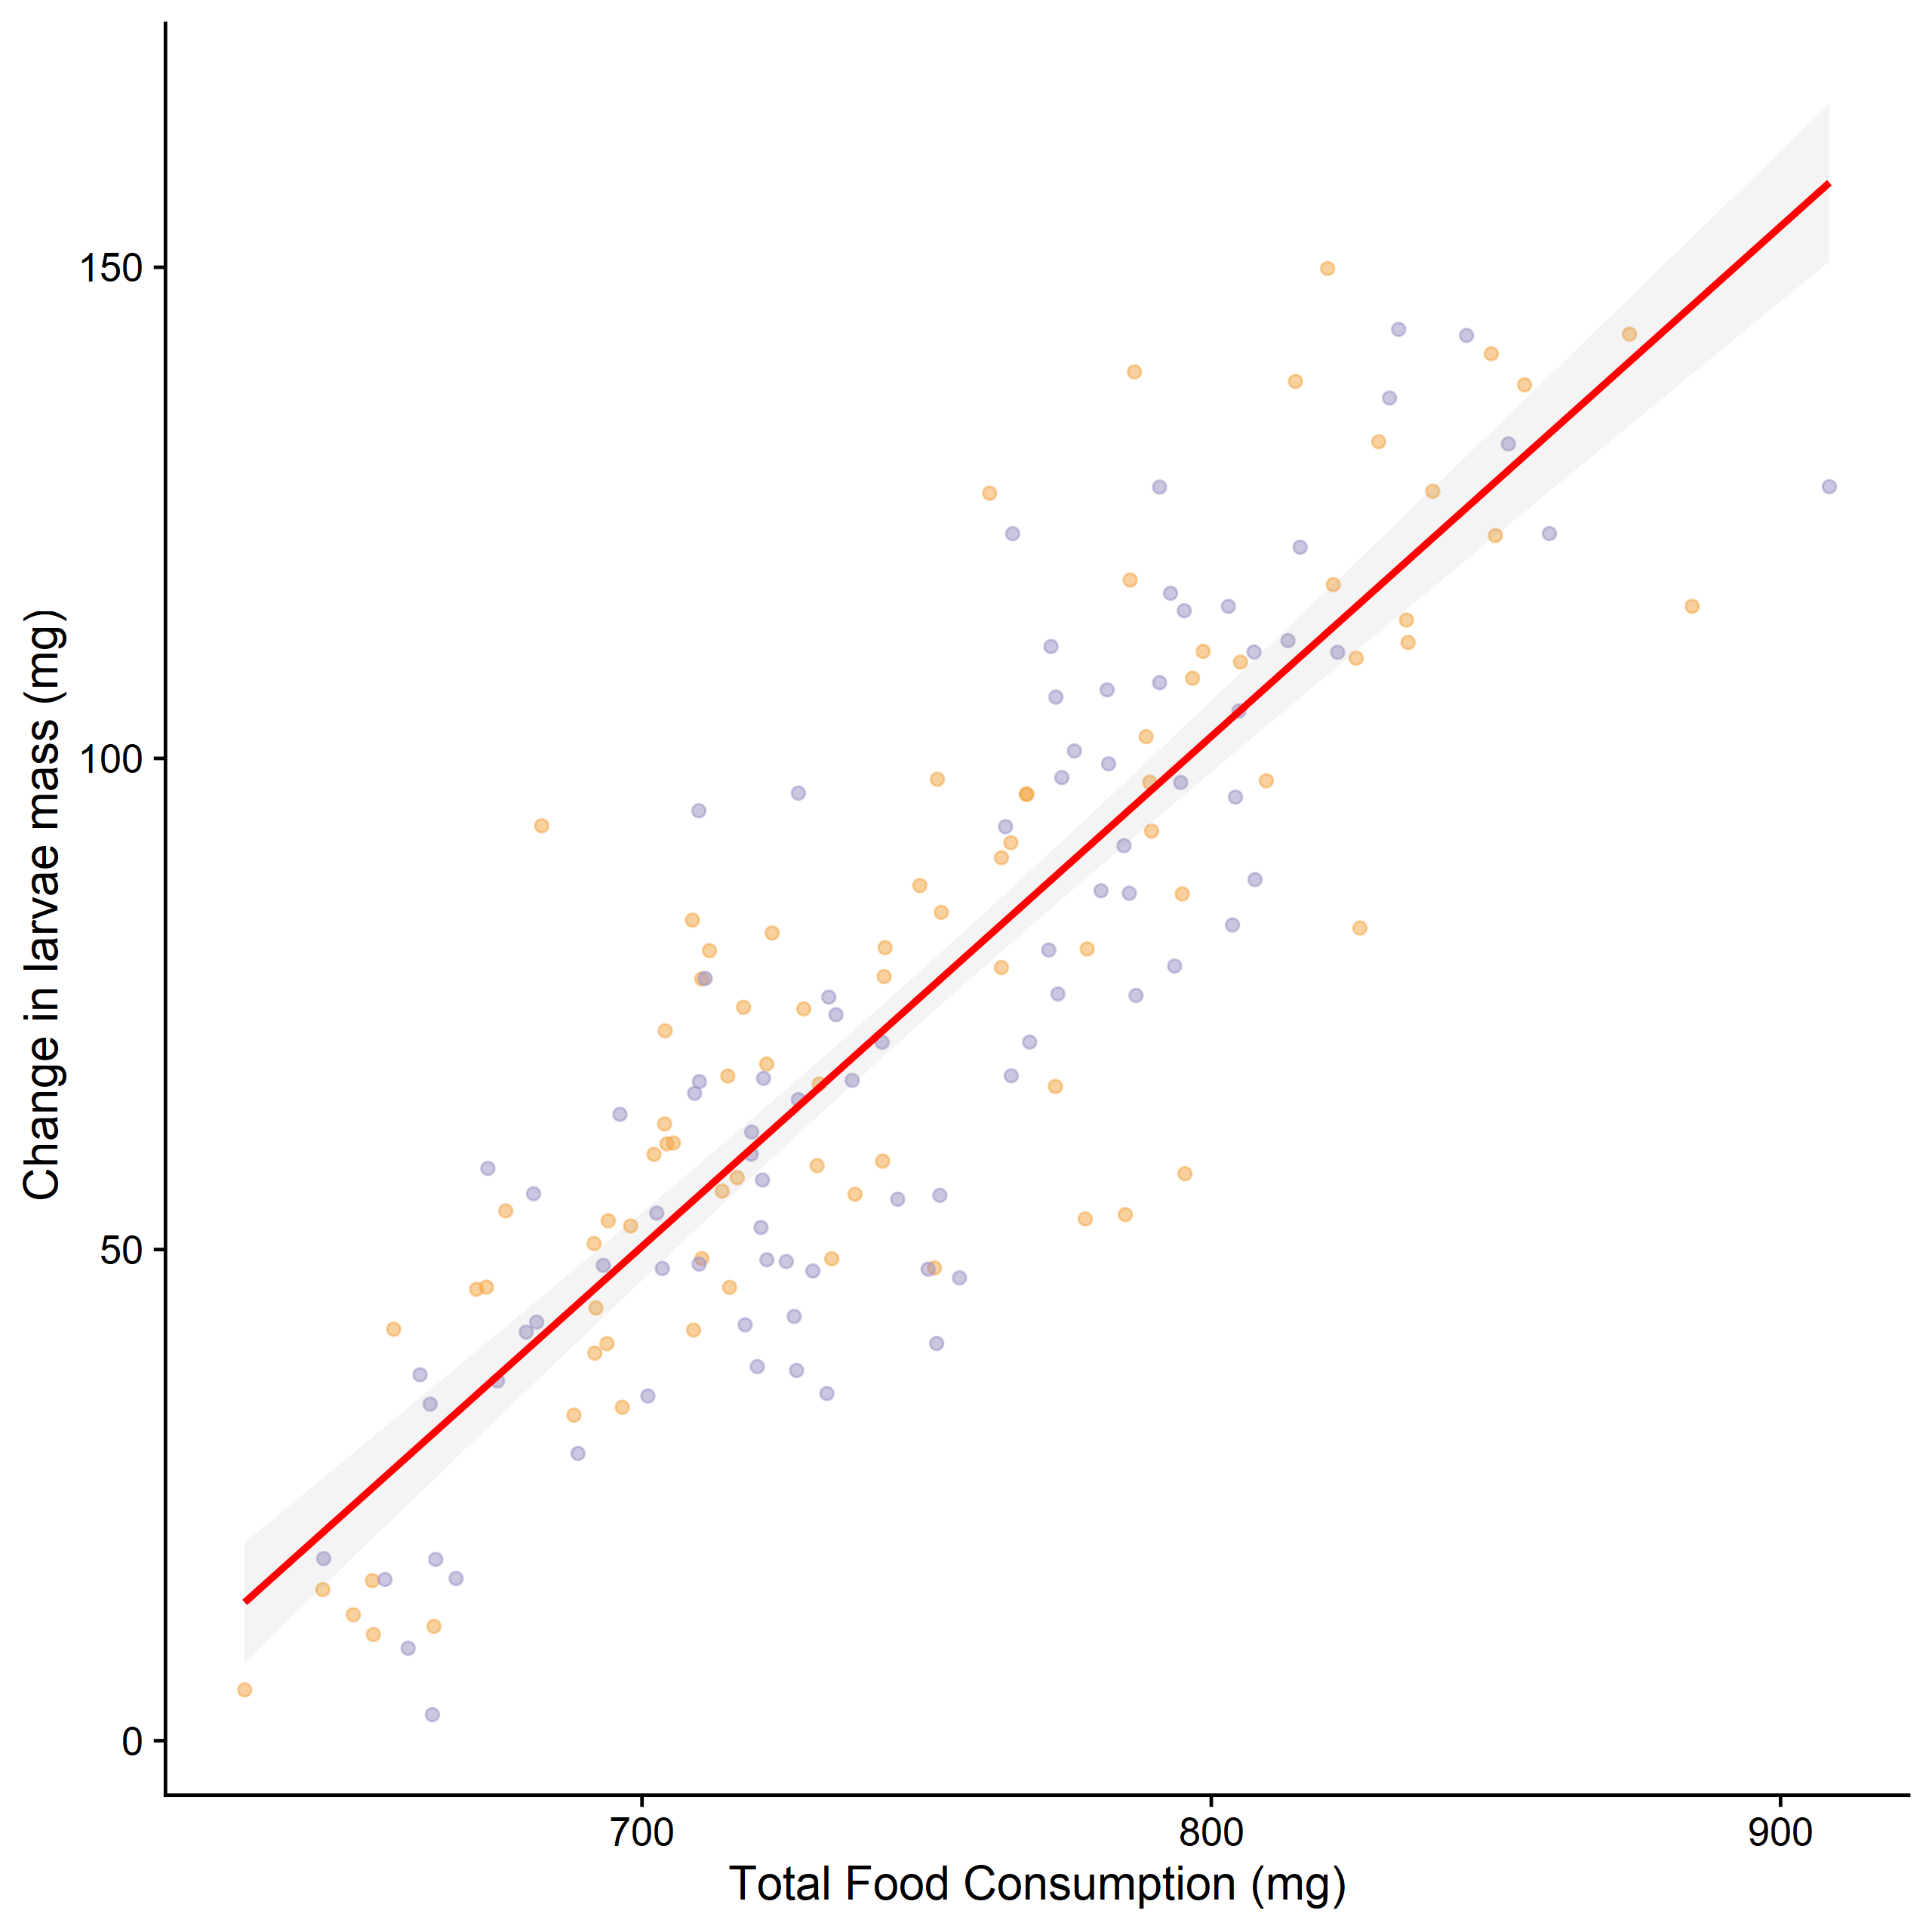 Change in larvae mass (mg)
150
100
50
0
700 800 900
Total Food Consumption (mg)